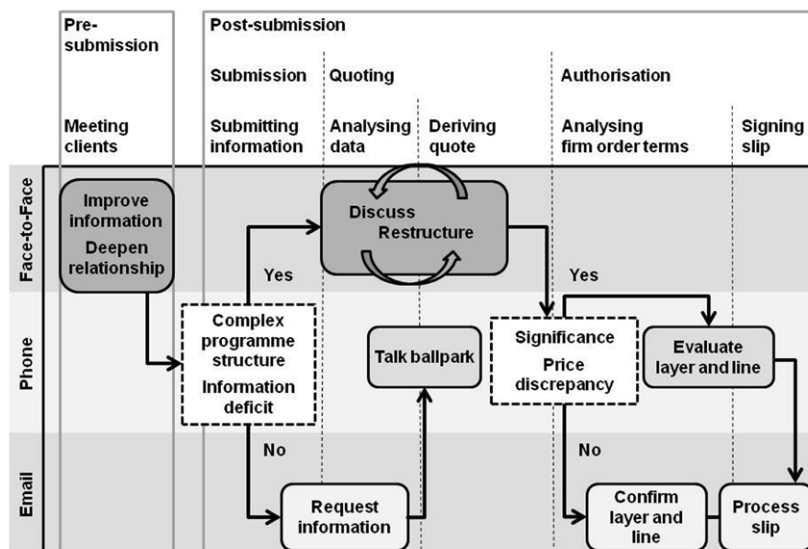 Pre-
submission
Post-submission
Submission
Quoting
Authorisation
Meeting
clients
Submitting
information
Analysing
data
Deriving
quote
Analysing
firm order terms
Signing
slip
Face-to-Face
Improve
information
Deepen
relationship
Discuss
Restructure
Yes
Yes
Phone
Complex
programme
structure
Information
deficit
Talk ballpark
Significance
Price
discrepancy
Evaluate
layer and line
No
No
Email
Request
information
Confirm
layer and
line
Process
slip